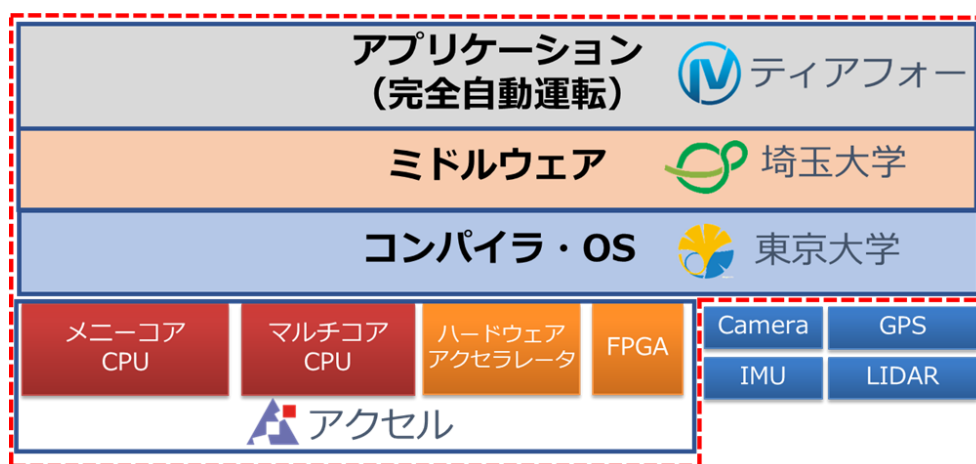 アプリケーション
（完全自動運転）
ティアフォー
ミドルウェア
埼玉大学
コンパイラ・OS
東京大学
メニーコア
CPU
マルチコア
CPU
ハードウェア
アクセラレータ
FPGA
Camera
GPS
IMU
LIDAR
アクセル